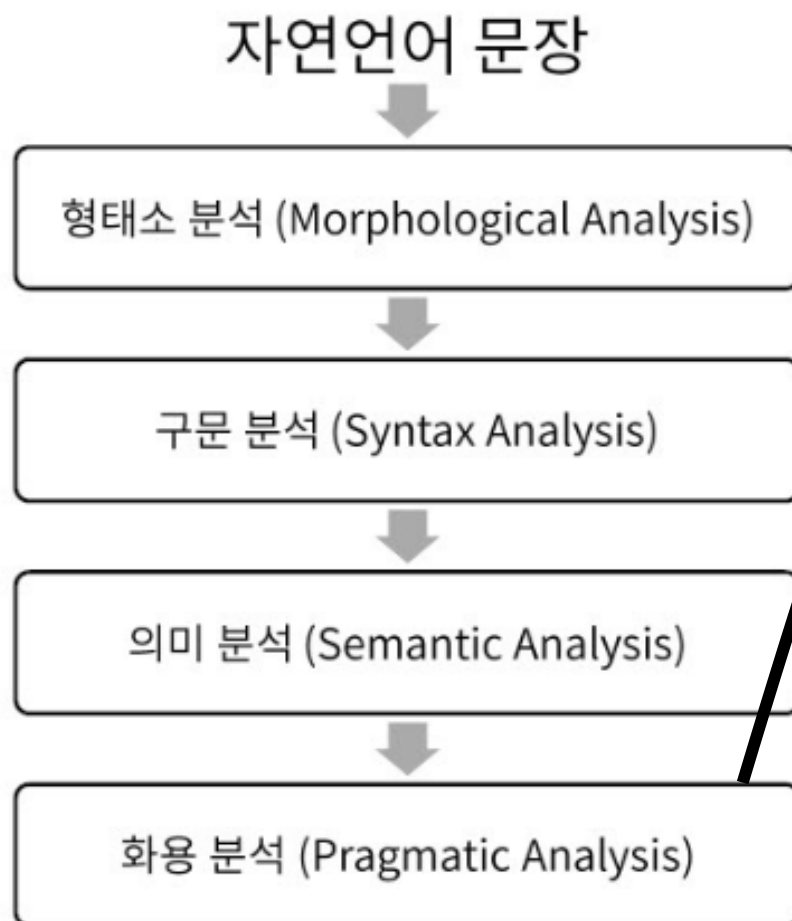 자연언어 문장
형태소 분석 (Morphological Analysis)
구문 분석 (Syntax Analysis)
의미 분석 (Semantic Analysis)
화용 분석 (Pragmatic Analysis)